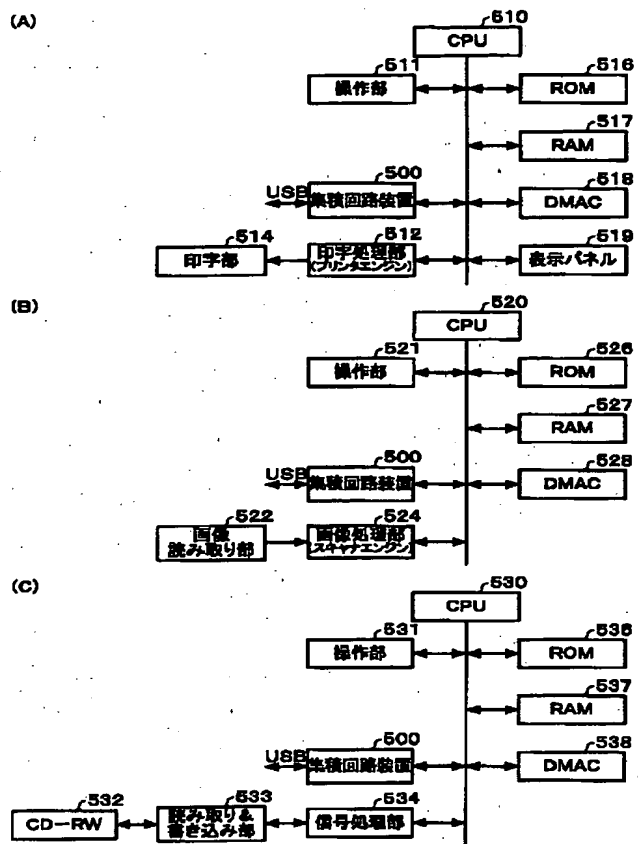 (A)
510
CPU
511
操作部
516
ROM
517
RAM
500
USB
集積回路装置
518
DMAC
514
印字部
512
印字処理部
(プリンタエンジン)
519
表示パネル
(B)
520
CPU
521
操作部
526
ROM
527
RAM
500
USB
集積回路装置
528
DMAC
522
画像
読み取り部
524
画像処理部
(スキャナエンジン)
(C)
530
CPU
531
操作部
536
ROM
537
RAM
500
USB
集積回路装置
538
DMAC
532
CD-RW
533
読み取り&
書き込み部
534
信号処理部